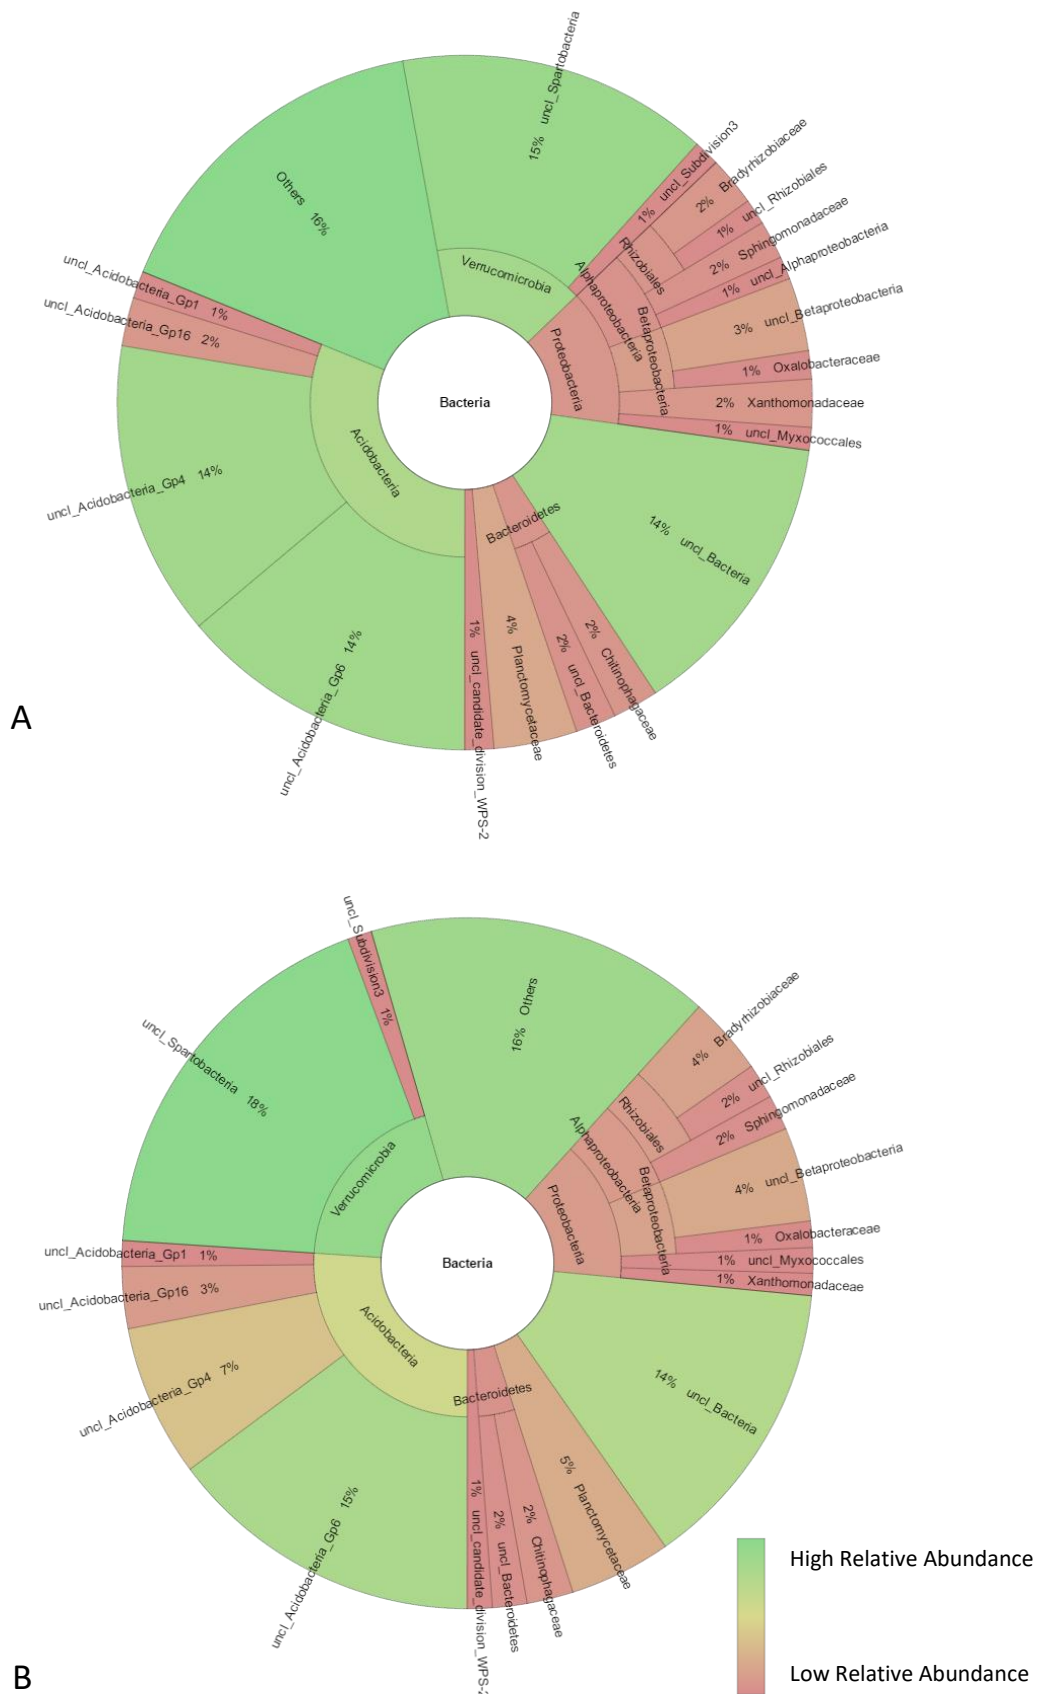 15% uncl_Spartobacteria
1% uncl_Subdivision3
2% Bradyrhizobiaceae
1% uncl_Rhizobiales
2% Sphingomonadaceae
1% uncl_Alphaproteobacteria
3% uncl_Betaproteobacteria
1% Oxalobacteraceae
2% Xanthomonadaceae
1% uncl_Myxococcales
14% uncl_Bacteria
2% Chitinophagaceae
2% uncl_Bacteroidetes
4% Planctomycetaceae
1% uncl_candidate_division_WPS-2
uncl_Acidobacteria_Gp6 14%
uncl_Acidobacteria_Gp4 14%
uncl_Acidobacteria_Gp16 2%
uncl_Acidobacteria_Gp1 1%
Others 16%
Verrucomicrobia
Rhizobiales
Alphaproteobacteria
Betaproteobacteria
Proteobacteria
Bacteroidetes
Acidobacteria
Bacteria
A
uncl_Subdivision3 1%
16% Others
4% Bradyrhizobiaceae
2% uncl_Rhizobiales
2% Sphingomonadaceae
4% uncl_Betaproteobacteria
1% Oxalobacteraceae
1% uncl_Myxococcales
1% Xanthomonadaceae
14% uncl_Bacteria
5% Planctomycetaceae
2% Chitinophagaceae
2% uncl_Bacteroidetes
1% uncl_candidate_division_WPS-2
uncl_Acidobacteria_Gp6 15%
uncl_Acidobacteria_Gp4 7%
uncl_Acidobacteria_Gp16 3%
uncl_Acidobacteria_Gp1 1%
uncl_Spartobacteria 18%
Verrucomicrobia
Rhizobiales
Alphaproteobacteria
Betaproteobacteria
Proteobacteria
Bacteroidetes
Acidobacteria
Bacteria
High Relative Abundance
Low Relative Abundance
B